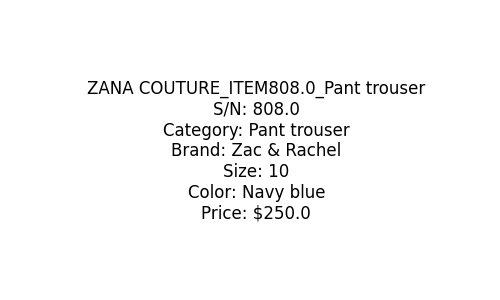 ZANA COUTURE_ITEM808.0_Pant trouser
S/N: 808.0
Category: Pant trouser
Brand: Zac & Rachel
Size: 10
Color: Navy blue
Price: $250.0